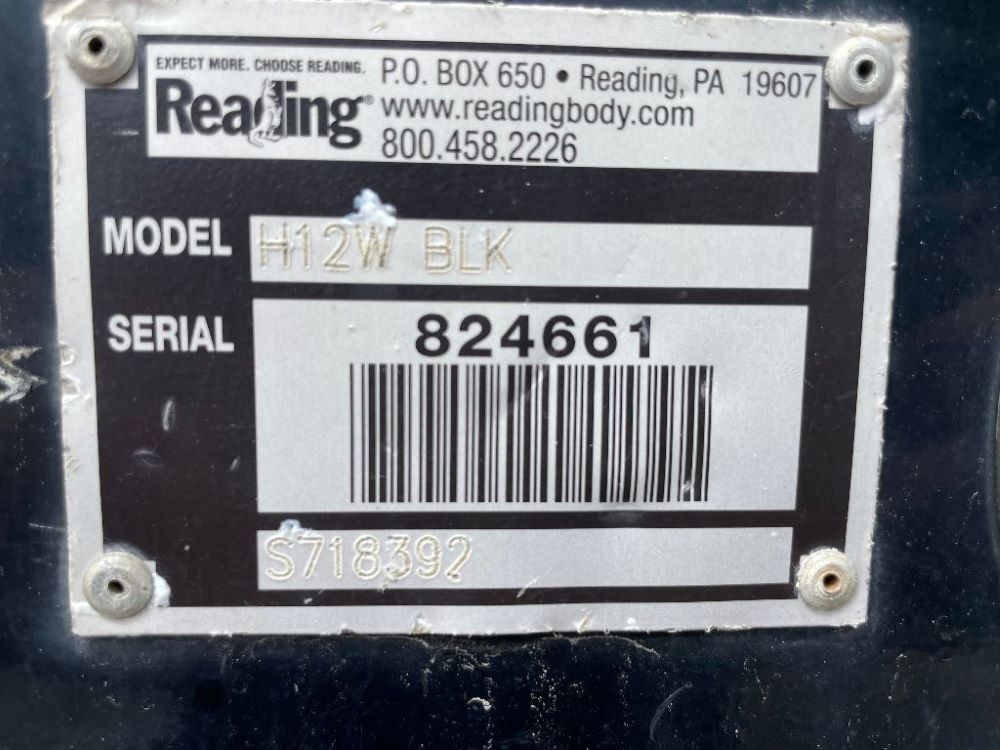 EXPECT MORE. CHOOSE READING.
Reading®
P.O. BOX 650 • Reading, PA 19607
www.readingbody.com
800.458.2226
MODEL H12W BLK
SERIAL 824661
S718392